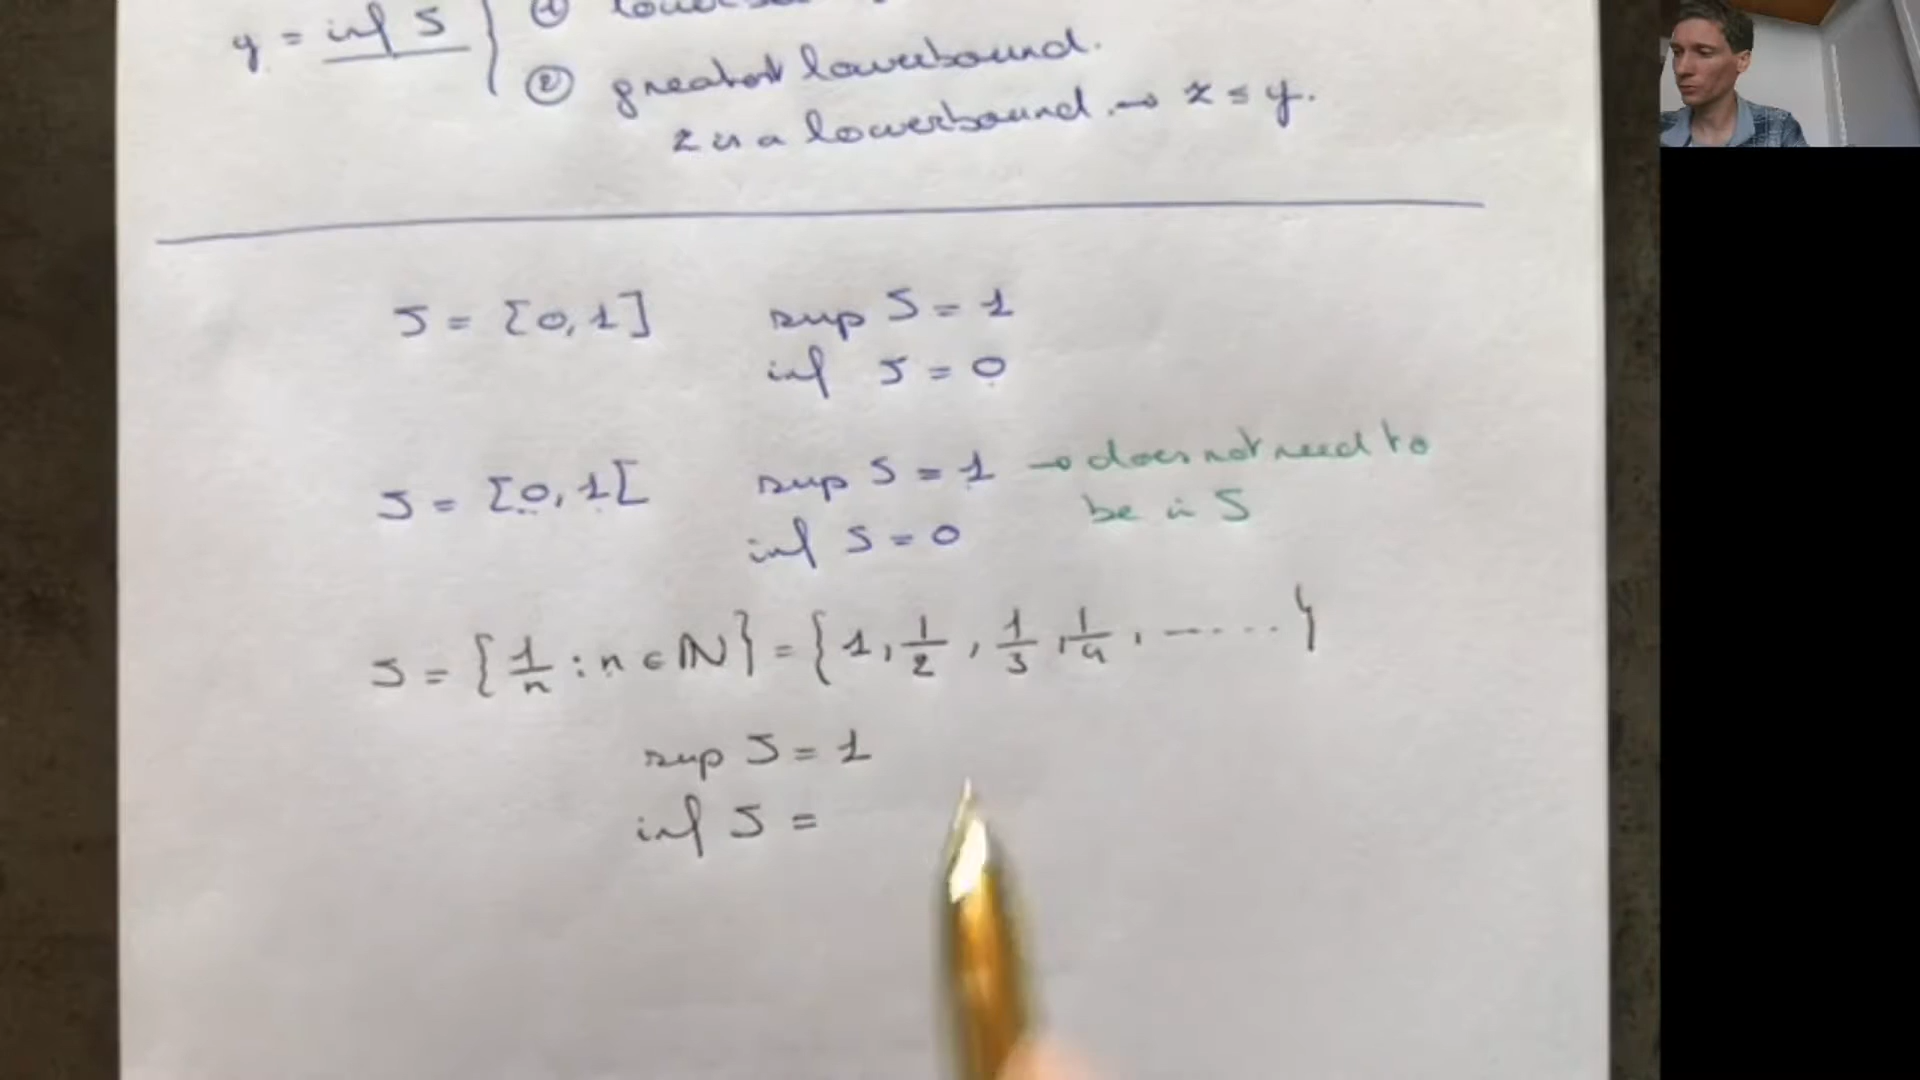 y = inf S { ①
② greatest lowerbound.
z is a lowerbound. → z ≤ y.
S = [0,1] sup S = 1
inf S = 0
S = [0,1[ sup S = 1 → does not need to
be in S
inf S = 0
S = { 1/n : n ∈ ℕ } = { 1, 1/2, 1/3, 1/4, ...... }
sup S = 1
inf S =